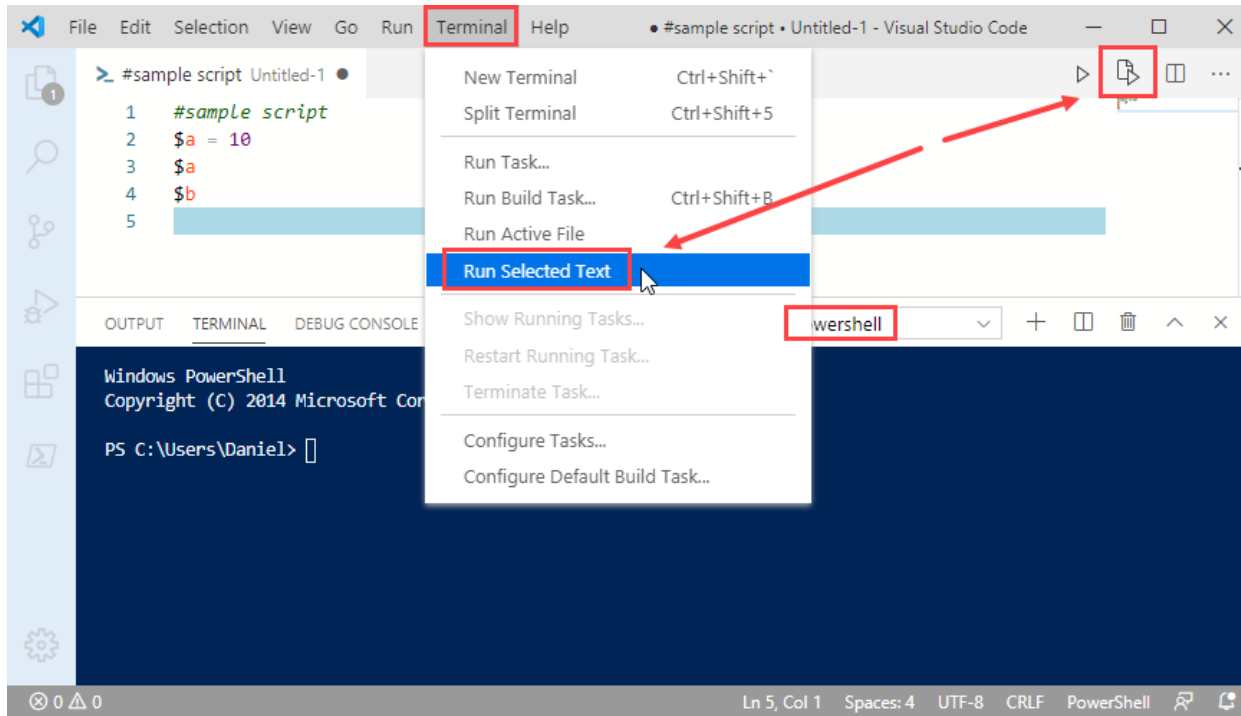 File Edit Selection View Go Run Terminal Help ● #sample script • Untitled-1 - Visual Studio Code
1
#sample script Untitled-1 ●
1 #sample script
2 $a = 10
3 $a
4 $b
5
New Terminal Ctrl+Shift+`
Split Terminal Ctrl+Shift+5
Run Task...
Run Build Task... Ctrl+Shift+B
Run Active File
Run Selected Text
Show Running Tasks...
Restart Running Task...
Terminate Task...
Configure Tasks...
Configure Default Build Task...
OUTPUT TERMINAL DEBUG CONSOLE wershell
Windows PowerShell
Copyright (C) 2014 Microsoft Cor
PS C:\Users\Daniel>
0 0 Ln 5, Col 1 Spaces: 4 UTF-8 CRLF PowerShell